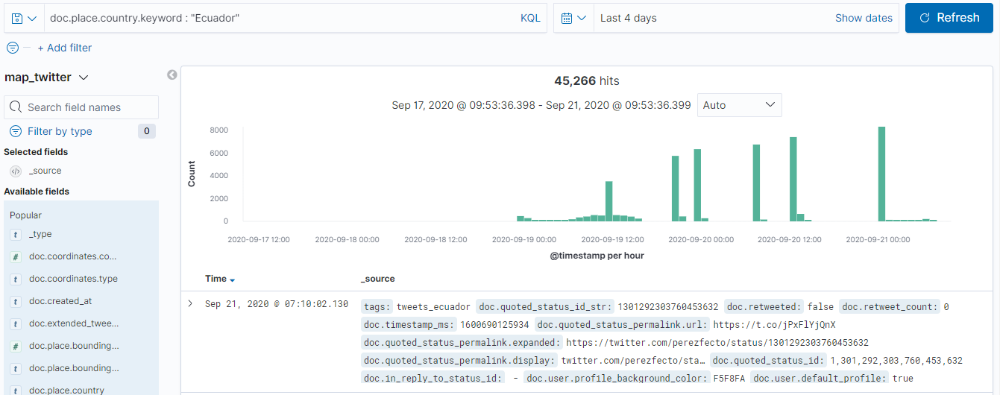 doc.place.country.keyword : "Ecuador" KQL Last 4 days Show dates Refresh
+ Add filter
map_twitter
Search field names
Filter by type 0
Selected fields
_source
Available fields
Popular
t _type
# doc.coordinates.co...
t doc.coordinates.type
t doc.created_at
t doc.extended_twee...
# doc.place.bounding...
t doc.place.bounding...
t doc.place.country
45,266 hits
Sep 17, 2020 @ 09:53:36.398 - Sep 21, 2020 @ 09:53:36.399 Auto
8000
6000
4000
2000
0
Count
2020-09-17 12:00 2020-09-18 00:00 2020-09-18 12:00 2020-09-19 00:00 2020-09-19 12:00 2020-09-20 00:00 2020-09-20 12:00 2020-09-21 00:00
@timestamp per hour
Time _source
Sep 21, 2020 @ 07:10:02.130 tags: tweets_ecuador doc.quoted_status_id_str: 1301292303760453632 doc.retweeted: false doc.retweet_count: 0
doc.timestamp_ms: 1600690125934 doc.quoted_status_permalink.url: https://t.co/jPxFlYjQnX
doc.quoted_status_permalink.expanded: https://twitter.com/perezfecto/status/1301292303760453632
doc.quoted_status_permalink.display: twitter.com/perezfecto/sta... doc.quoted_status_id: 1,301,292,303,760,453,632
doc.in_reply_to_status_id: - doc.user.profile_background_color: F5F8FA doc.user.default_profile: true